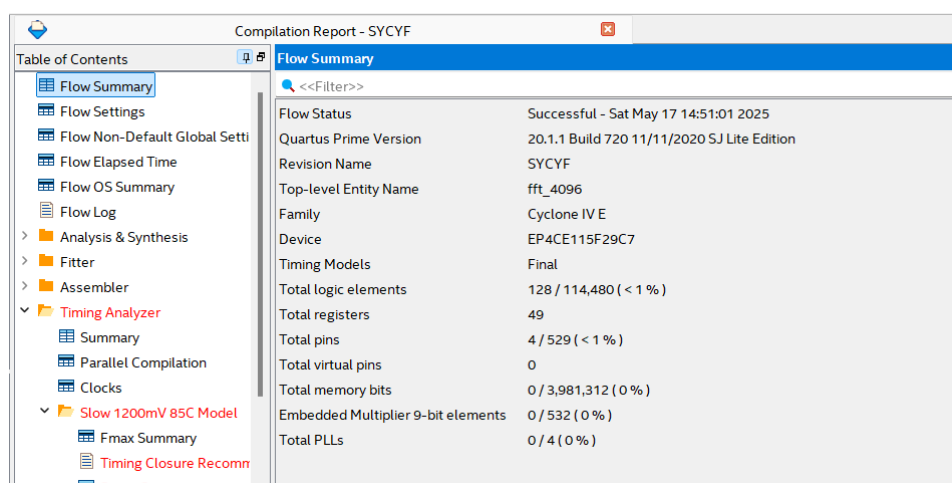 Compilation Report - SYCYF
Table of Contents
Flow Summary
Flow Settings
Flow Non-Default Global Setti
Flow Elapsed Time
Flow OS Summary
Flow Log
Analysis & Synthesis
Fitter
Assembler
Timing Analyzer
Summary
Parallel Compilation
Clocks
Slow 1200mV 85C Model
Fmax Summary
Timing Closure Recomm
Flow Summary
<<Filter>>
Flow Status Successful - Sat May 17 14:51:01 2025
Quartus Prime Version 20.1.1 Build 720 11/11/2020 SJ Lite Edition
Revision Name SYCYF
Top-level Entity Name fft_4096
Family Cyclone IV E
Device EP4CE115F29C7
Timing Models Final
Total logic elements 128 / 114,480 ( < 1 % )
Total registers 49
Total pins 4 / 529 ( < 1 % )
Total virtual pins 0
Total memory bits 0 / 3,981,312 ( 0 % )
Embedded Multiplier 9-bit elements 0 / 532 ( 0 % )
Total PLLs 0 / 4 ( 0 % )